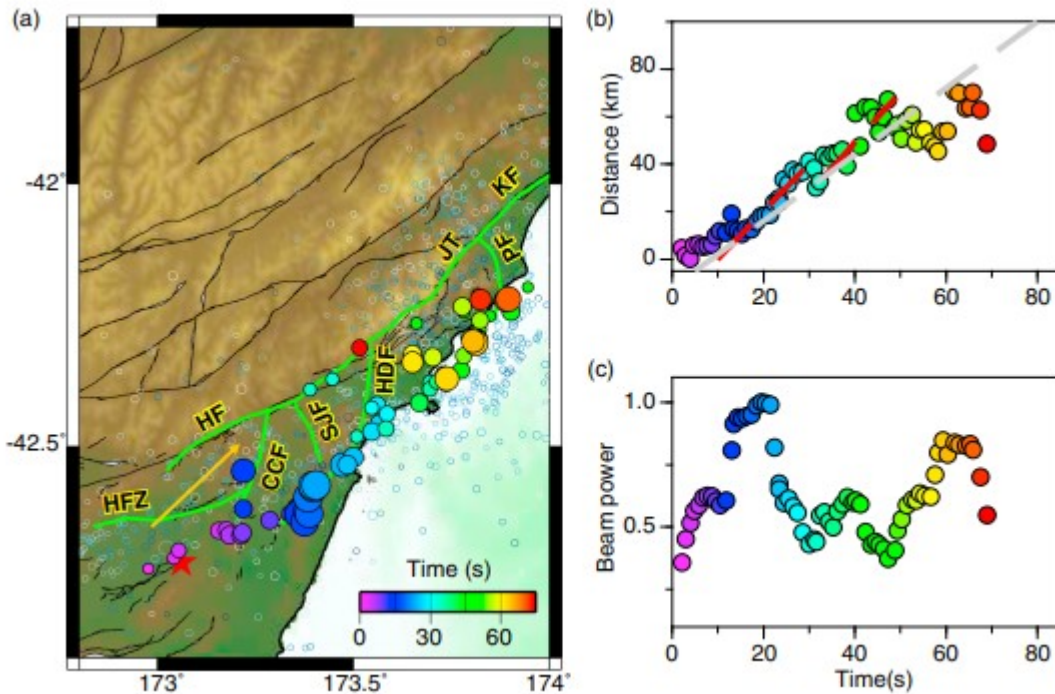 (a)
-42°
-42.5°
KF
JT
PF
HDF
HF
SJF
CCF
HFZ
Time (s)
0 30 60
173° 173.5° 174°
(b)
Distance (km)
80
40
0
0 20 40 60 80
(c)
Beam power
1.0
0.5
0 20 40 60 80
Time(s)